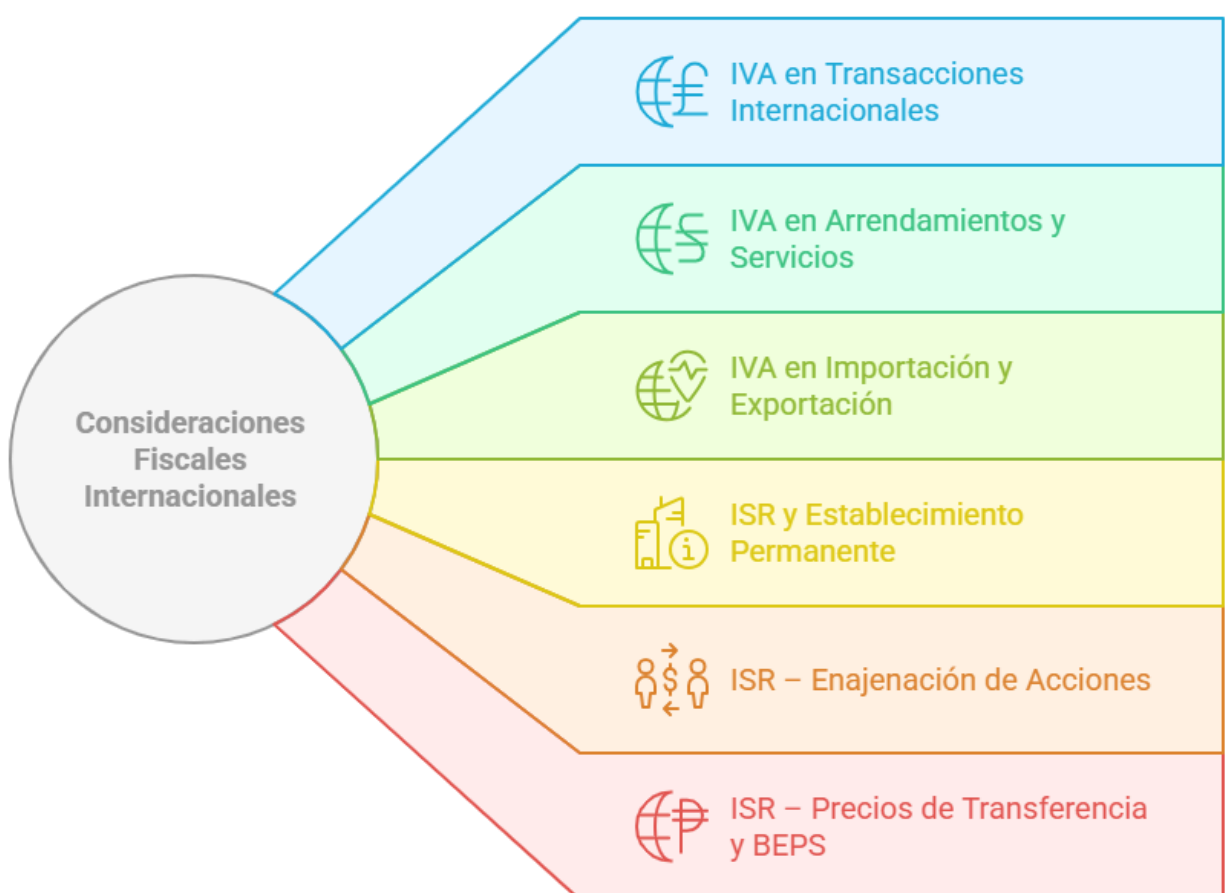 Consideraciones
Fiscales
Internacionales
IVA en Transacciones
Internacionales
IVA en Arrendamientos y
Servicios
IVA en Importación y
Exportación
ISR y Establecimiento
Permanente
ISR – Enajenación de Acciones
ISR – Precios de Transferencia
y BEPS